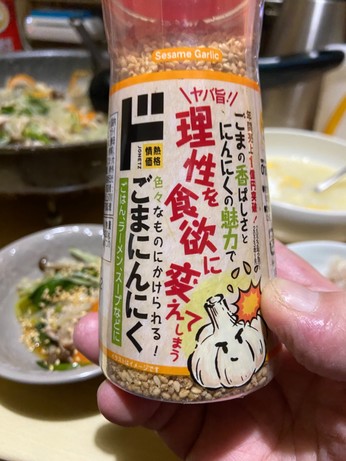 Sesame Garlic
ヤバ旨!!
ごまの香ばしさと
にんにくの魅力で
理性を食欲に
変えてしまう
ド
JONETZ
情熱
価格
色々なものにかけられる!
ごまにんにく
ごはん、ラーメン、スープなどに